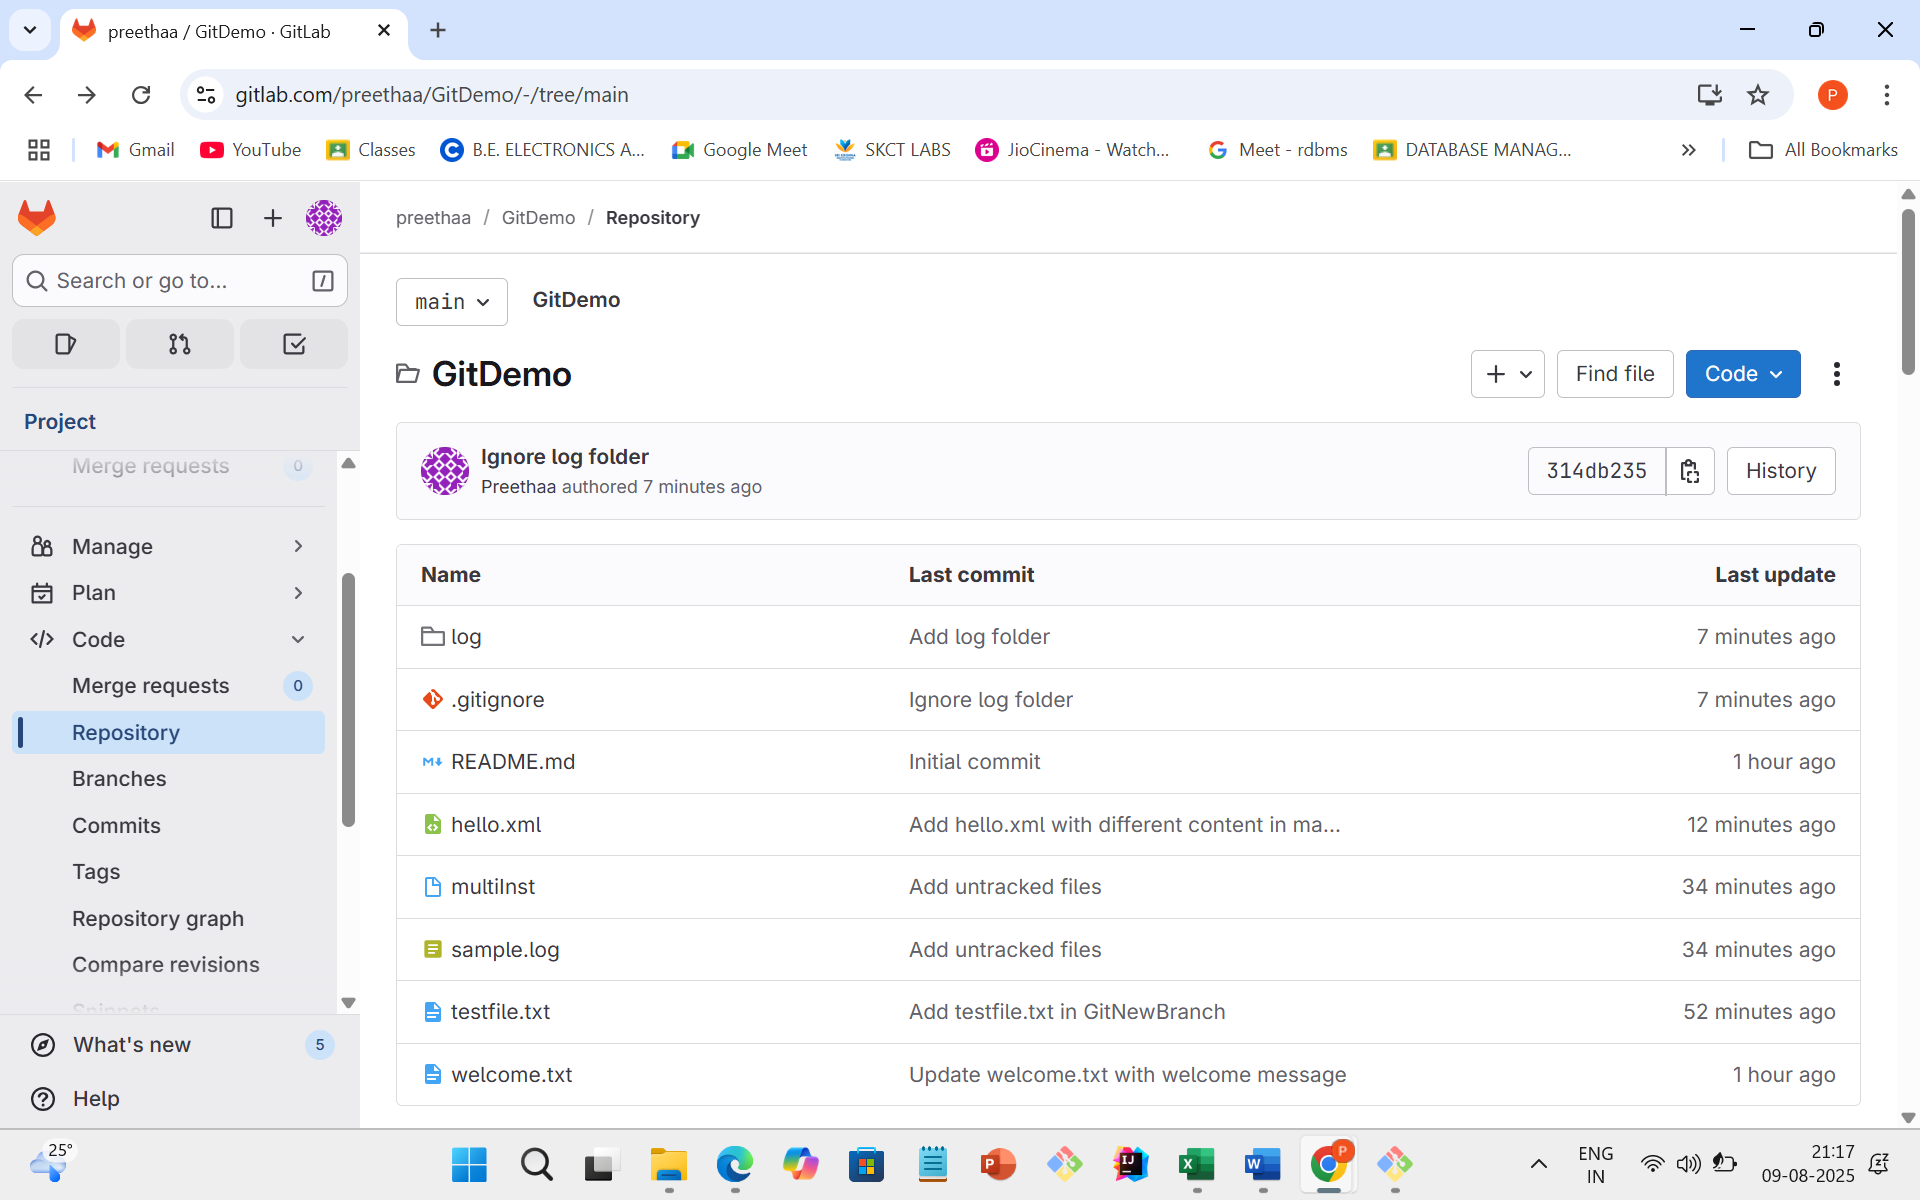 preethaa / GitDemo · GitLab
gitlab.com/preethaa/GitDemo/-/tree/main
P
Gmail
YouTube
Classes
B.E. ELECTRONICS A...
Google Meet
SKCT LABS
JioCinema - Watch...
Meet - rdbms
DATABASE MANAG...
All Bookmarks
preethaa / GitDemo / Repository
Search or go to...
/
main
GitDemo
GitDemo
Find file
Code
Project
Ignore log folder
Preethaa authored 7 minutes ago
314db235
History
Merge requests 0
Manage
Plan
Code
Merge requests 0
Repository
Branches
Commits
Tags
Repository graph
Compare revisions
Snippets
What's new 5
Help
Name Last commit Last update
log Add log folder 7 minutes ago
.gitignore Ignore log folder 7 minutes ago
README.md Initial commit 1 hour ago
hello.xml Add hello.xml with different content in ma... 12 minutes ago
multiInst Add untracked files 34 minutes ago
sample.log Add untracked files 34 minutes ago
testfile.txt Add testfile.txt in GitNewBranch 52 minutes ago
welcome.txt Update welcome.txt with welcome message 1 hour ago
25°
ENG
IN
21:17
09-08-2025